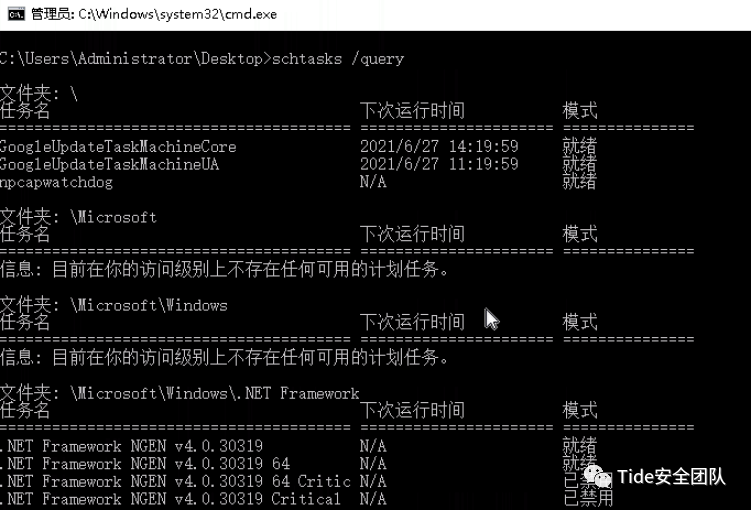 管理员: C:\Windows\system32\cmd.exe
C:\Users\Administrator\Desktop>schtasks /query
文件夹: \
任务名 下次运行时间 模式
======================================== ====================== ===============
GoogleUpdateTaskMachineCore 2021/6/27 14:19:59 就绪
GoogleUpdateTaskMachineUA 2021/6/27 11:19:59 就绪
npcapwatchdog N/A 就绪
文件夹: \Microsoft
任务名 下次运行时间 模式
======================================== ====================== ===============
信息: 目前在你的访问级别上不存在任何可用的计划任务。
文件夹: \Microsoft\Windows
任务名 下次运行时间 模式
======================================== ====================== ===============
信息: 目前在你的访问级别上不存在任何可用的计划任务。
文件夹: \Microsoft\Windows\.NET Framework
任务名 下次运行时间 模式
======================================== ====================== ===============
.NET Framework NGEN v4.0.30319 N/A 就绪
.NET Framework NGEN v4.0.30319 64 N/A 就绪
.NET Framework NGEN v4.0.30319 64 Critic N/A 已禁用
.NET Framework NGEN v4.0.30319 Critical N/A 已禁用
Tide安全团队